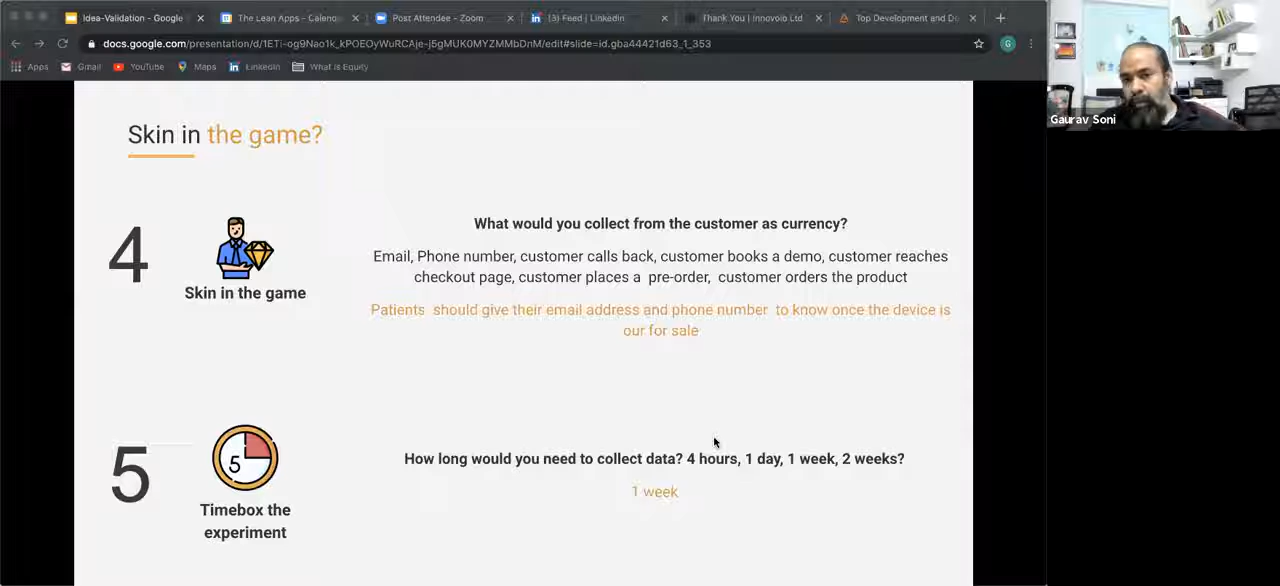 Idea-Validation - Google
The Lean Apps - Calend
Post Attendee - Zoom
(3) Feed | LinkedIn
Thank You | Innovolo Ltd
Top Development and De
docs.google.com/presentation/d/1ETi-og9Nao1k_kPOEOyWuRCAje-j5gMUK0MYZMMbDnM/edit#slide=id.gba44421d63_1_353
G
Apps
Gmail
YouTube
Maps
LinkedIn
What is Equity
Gaurav Soni
Skin in the game?
4
Skin in the game
What would you collect from the customer as currency?
Email, Phone number, customer calls back, customer books a demo, customer reaches
checkout page, customer places a pre-order, customer orders the product
Patients should give their email address and phone number to know once the device is
our for sale
5
5
Timebox the
experiment
How long would you need to collect data? 4 hours, 1 day, 1 week, 2 weeks?
1 week